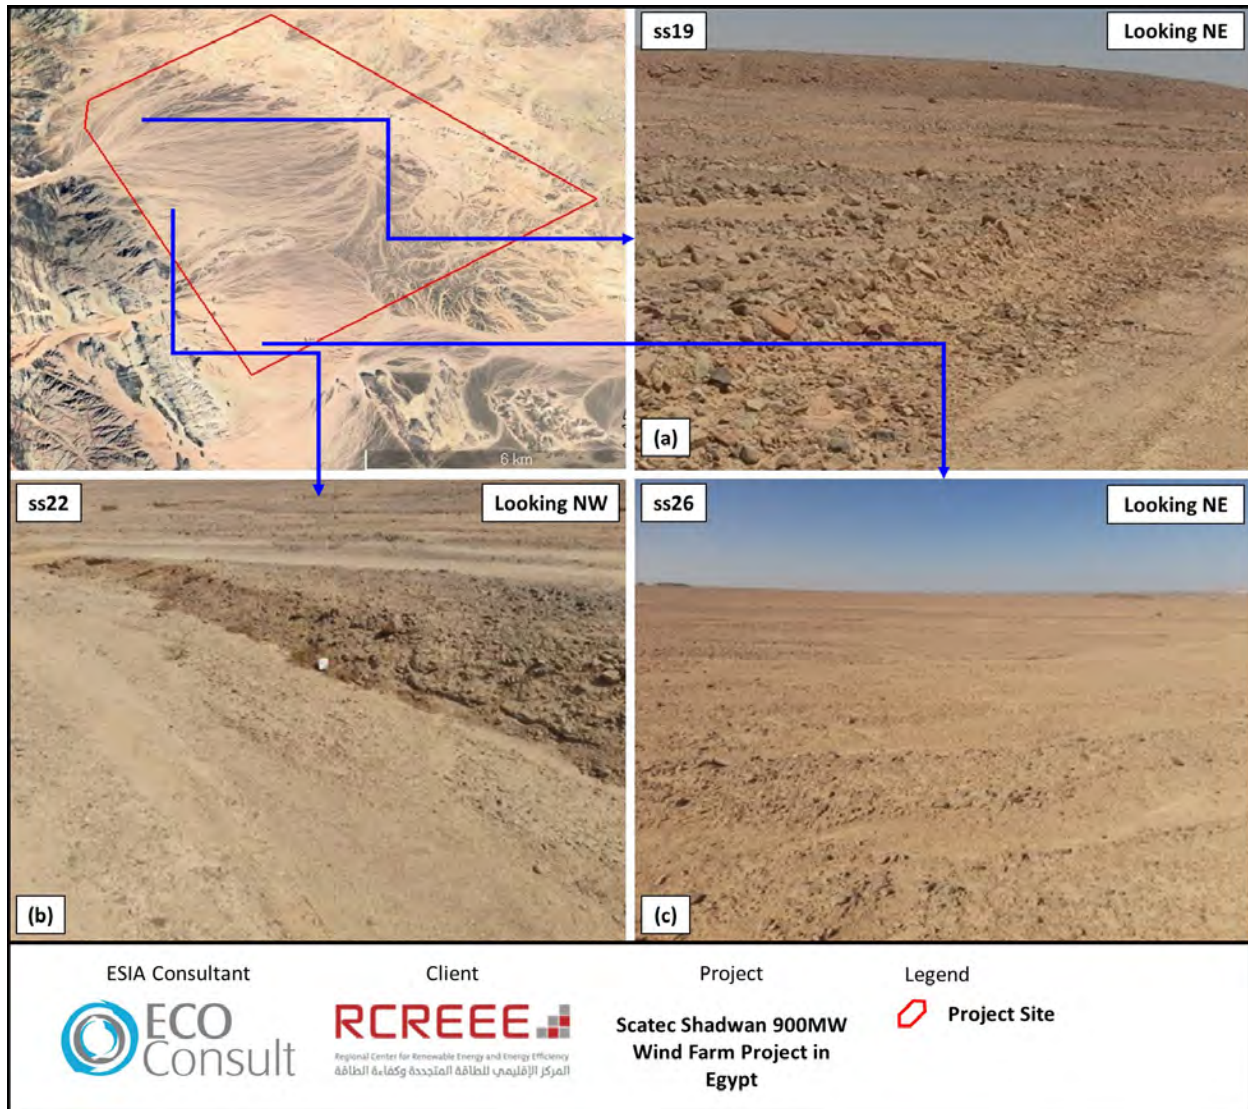 ss19
Looking NE
6 km
(a)
ss22
Looking NW
ss26
Looking NE
(b)
(c)
ESIA Consultant
Client
Project
Legend
ECO
Consult
RCREEE
Regional Center for Renewable Energy and Energy Efficiency
المركز الإقليمي للطاقة المتجددة وكفاءة الطاقة
Scatec Shadwan 900MW
Wind Farm Project in
Egypt
Project Site